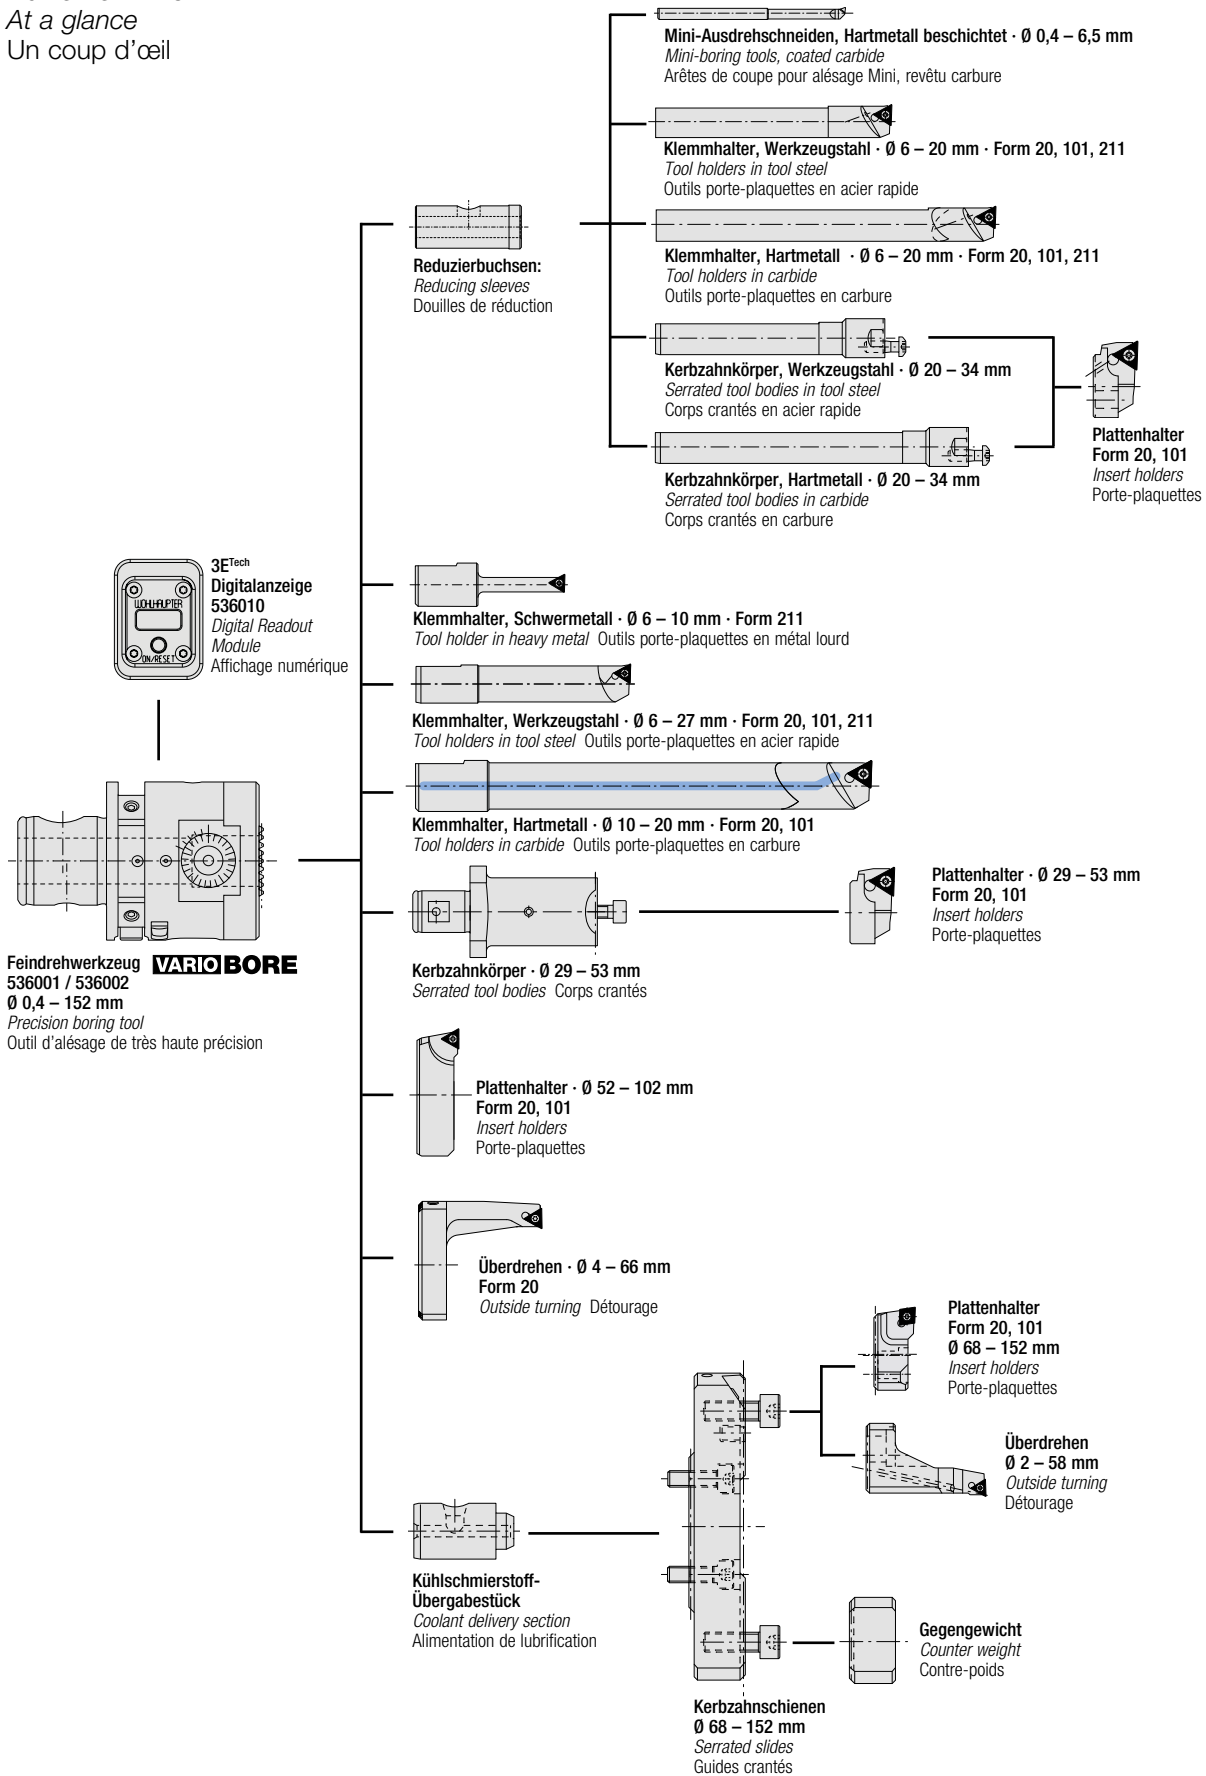 At a glance
Un coup d’œil
Mini-Ausdrehschneiden, Hartmetall beschichtet · Ø 0,4 – 6,5 mm
Mini-boring tools, coated carbide
Arêtes de coupe pour alésage Mini, revêtu carbure
Klemmhalter, Werkzeugstahl · Ø 6 – 20 mm · Form 20, 101, 211
Tool holders in tool steel
Outils porte-plaquettes en acier rapide
Reduzierbuchsen:
Reducing sleeves
Douilles de réduction
Klemmhalter, Hartmetall · Ø 6 – 20 mm · Form 20, 101, 211
Tool holders in carbide
Outils porte-plaquettes en carbure
Kerbzahnkörper, Werkzeugstahl · Ø 20 – 34 mm
Serrated tool bodies in tool steel
Corps crantés en acier rapide
Plattenhalter
Form 20, 101
Insert holders
Porte-plaquettes
Kerbzahnkörper, Hartmetall · Ø 20 – 34 mm
Serrated tool bodies in carbide
Corps crantés en carbure
WOHLHAUPTER
ON/RESET
3ETech
Digitalanzeige
536010
Digital Readout
Module
Affichage numérique
Klemmhalter, Schwermetall · Ø 6 – 10 mm · Form 211
Tool holder in heavy metal Outils porte-plaquettes en métal lourd
Klemmhalter, Werkzeugstahl · Ø 6 – 27 mm · Form 20, 101, 211
Tool holders in tool steel Outils porte-plaquettes en acier rapide
Klemmhalter, Hartmetall · Ø 10 – 20 mm · Form 20, 101
Tool holders in carbide Outils porte-plaquettes en carbure
Plattenhalter · Ø 29 – 53 mm
Form 20, 101
Insert holders
Porte-plaquettes
Kerbzahnkörper · Ø 29 – 53 mm
Serrated tool bodies Corps crantés
Feindrehwerkzeug VARIO BORE
536001 / 536002
Ø 0,4 – 152 mm
Precision boring tool
Outil d’alésage de très haute précision
Plattenhalter · Ø 52 – 102 mm
Form 20, 101
Insert holders
Porte-plaquettes
Überdrehen · Ø 4 – 66 mm
Form 20
Outside turning Détourage
Plattenhalter
Form 20, 101
Ø 68 – 152 mm
Insert holders
Porte-plaquettes
Überdrehen
Ø 2 – 58 mm
Outside turning
Détourage
Kühlschmierstoff-
Übergabestück
Coolant delivery section
Alimentation de lubrification
Gegengewicht
Counter weight
Contre-poids
Kerbzahnschienen
Ø 68 – 152 mm
Serrated slides
Guides crantés